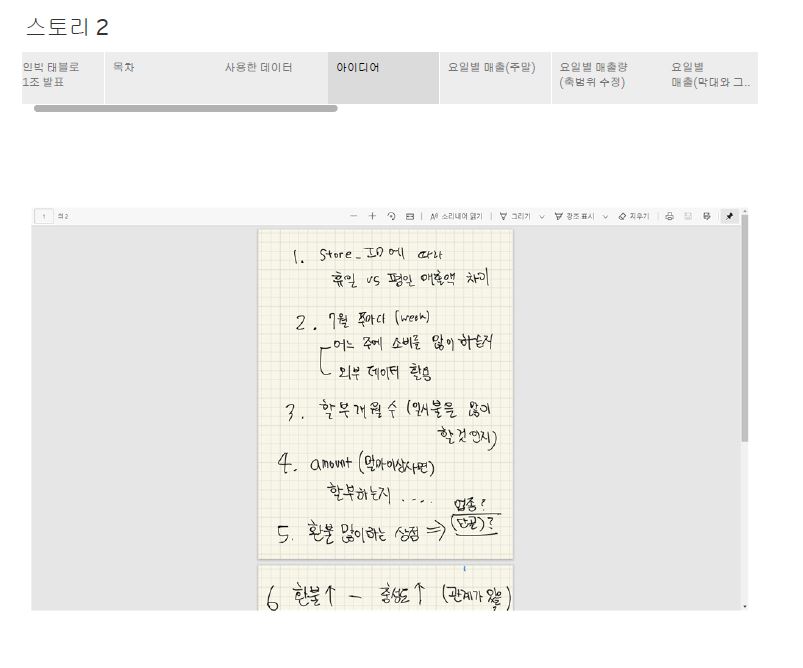 스토리 2
인빅 태블로
1조 발표
목차
사용한 데이터
아이디어
요일별 매출(주말)
요일별 매출량
(축범위 수정)
요일별
매출(막대와 그..
1 의 2
소리내어 읽기
그리기
강조 표시
지우기
1. Store_ID에 따라
휴일 vs 평일 매출액 차이
2. 7월 주마다 (week)
어느 주에 소비를 많이 하는지
외부 데이터 활용
3. 할부개월수 (일시불을 많이
할것인지)
4. amount (얼마이상사면)
할부하는지 ....
업종?
5. 환불 많이하는 상점 ⇒ (단골)?
6 환불↑ - 충성도↑ (관계가 있을)